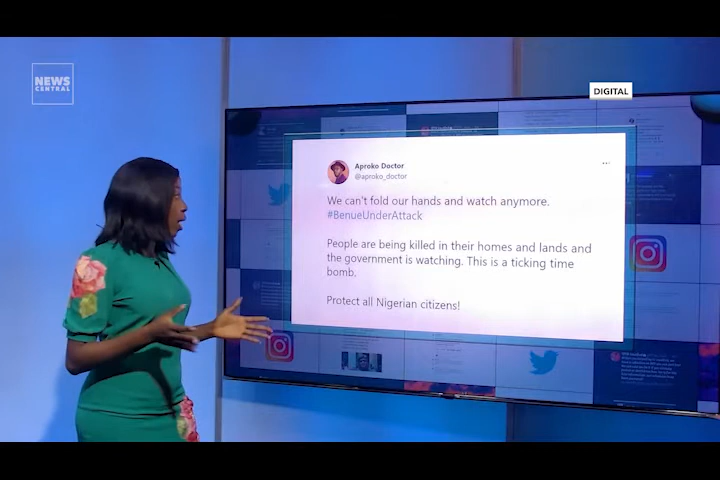 NEWS
CENTRAL
DIGITAL
Aproko Doctor
@aproko_doctor
We can't fold our hands and watch anymore.
#BenueUnderAttack
People are being killed in their homes and lands and
the government is watching. This is a ticking time
bomb.
Protect all Nigerian citizens!